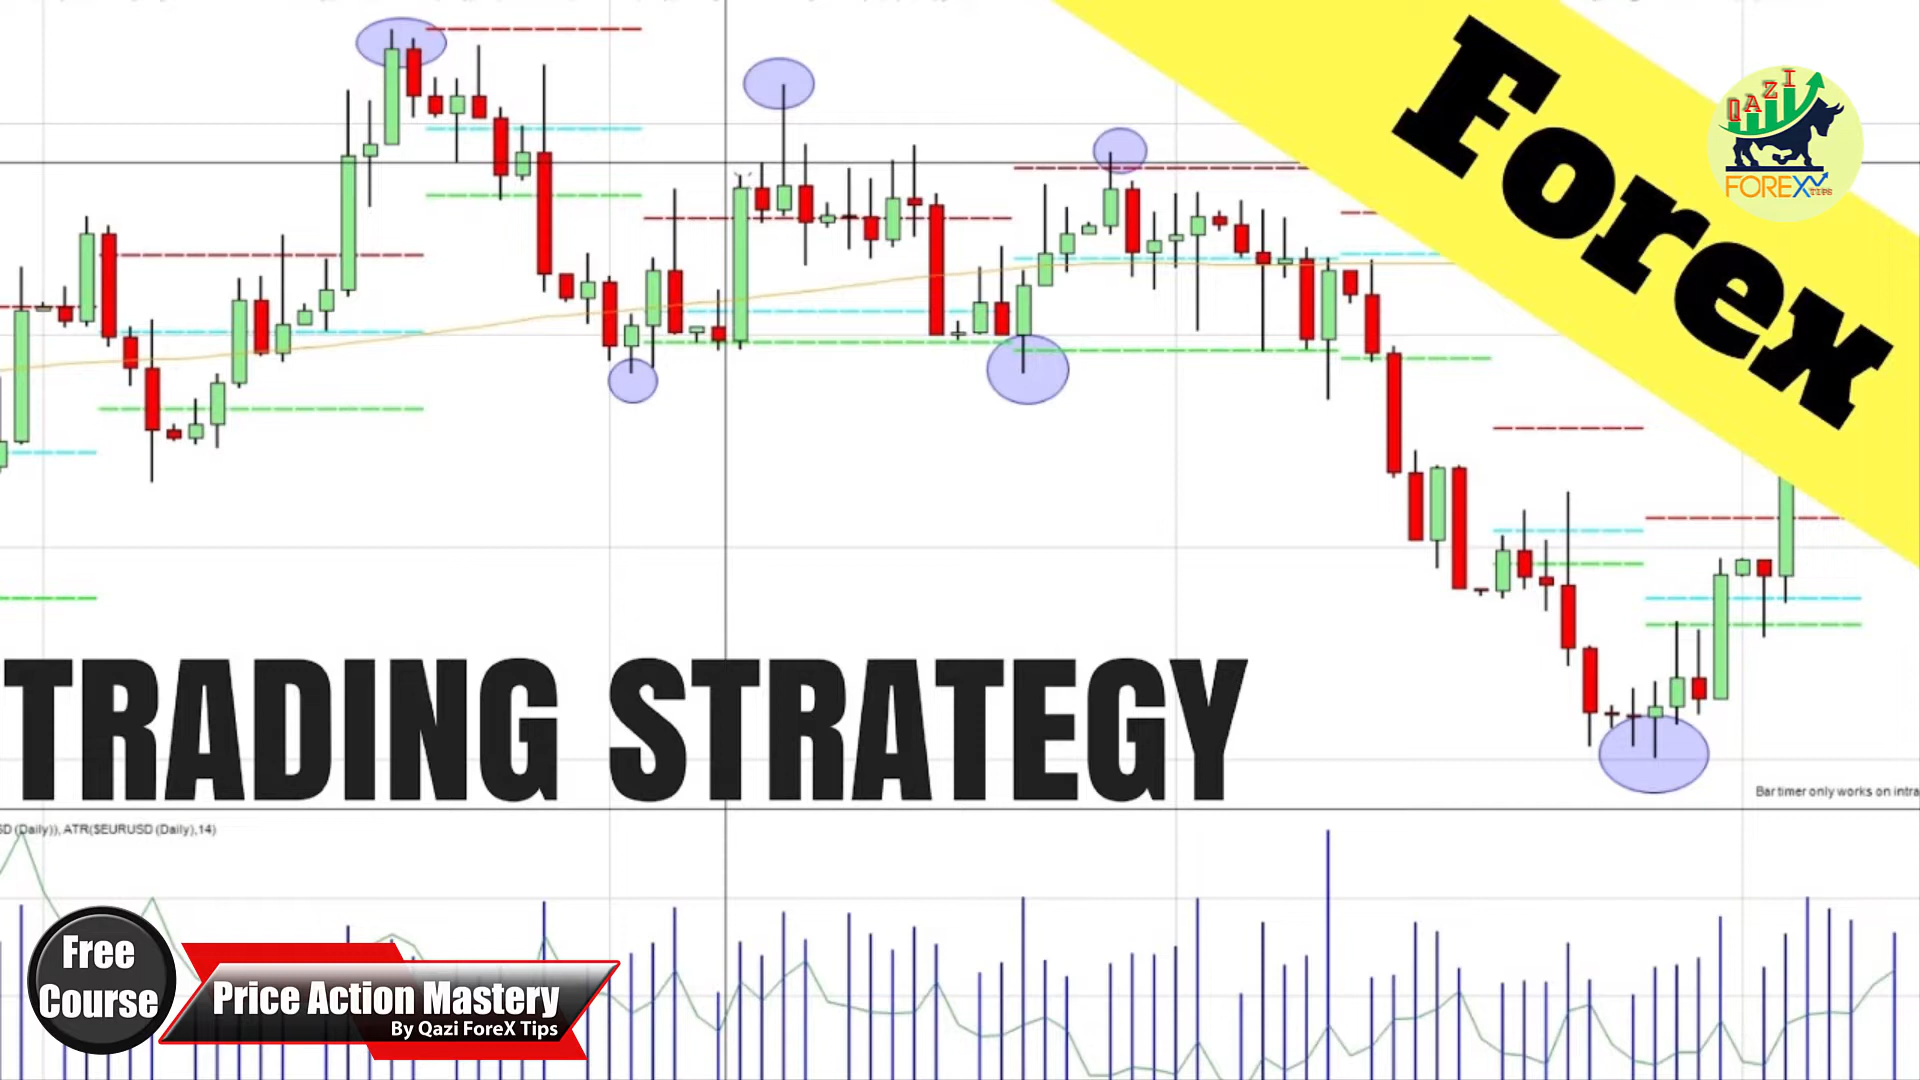 Forex
QAZI
FOREX TIPS
TRADING STRATEGY
Bar timer only works on intra
SD (Daily)), ATR($EURUSD (Daily),14)
Free
Course
Price Action Mastery
By Qazi ForeX Tips